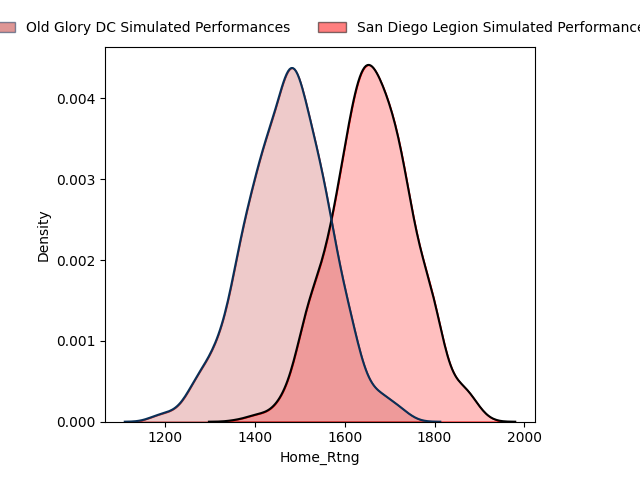 Old Glory DC Simulated Performances San Diego Legion Simulated Performance
0.004
0.003
0.002
0.001
0.000
Density
1200 1400 1600 1800 2000
Home_Rtng